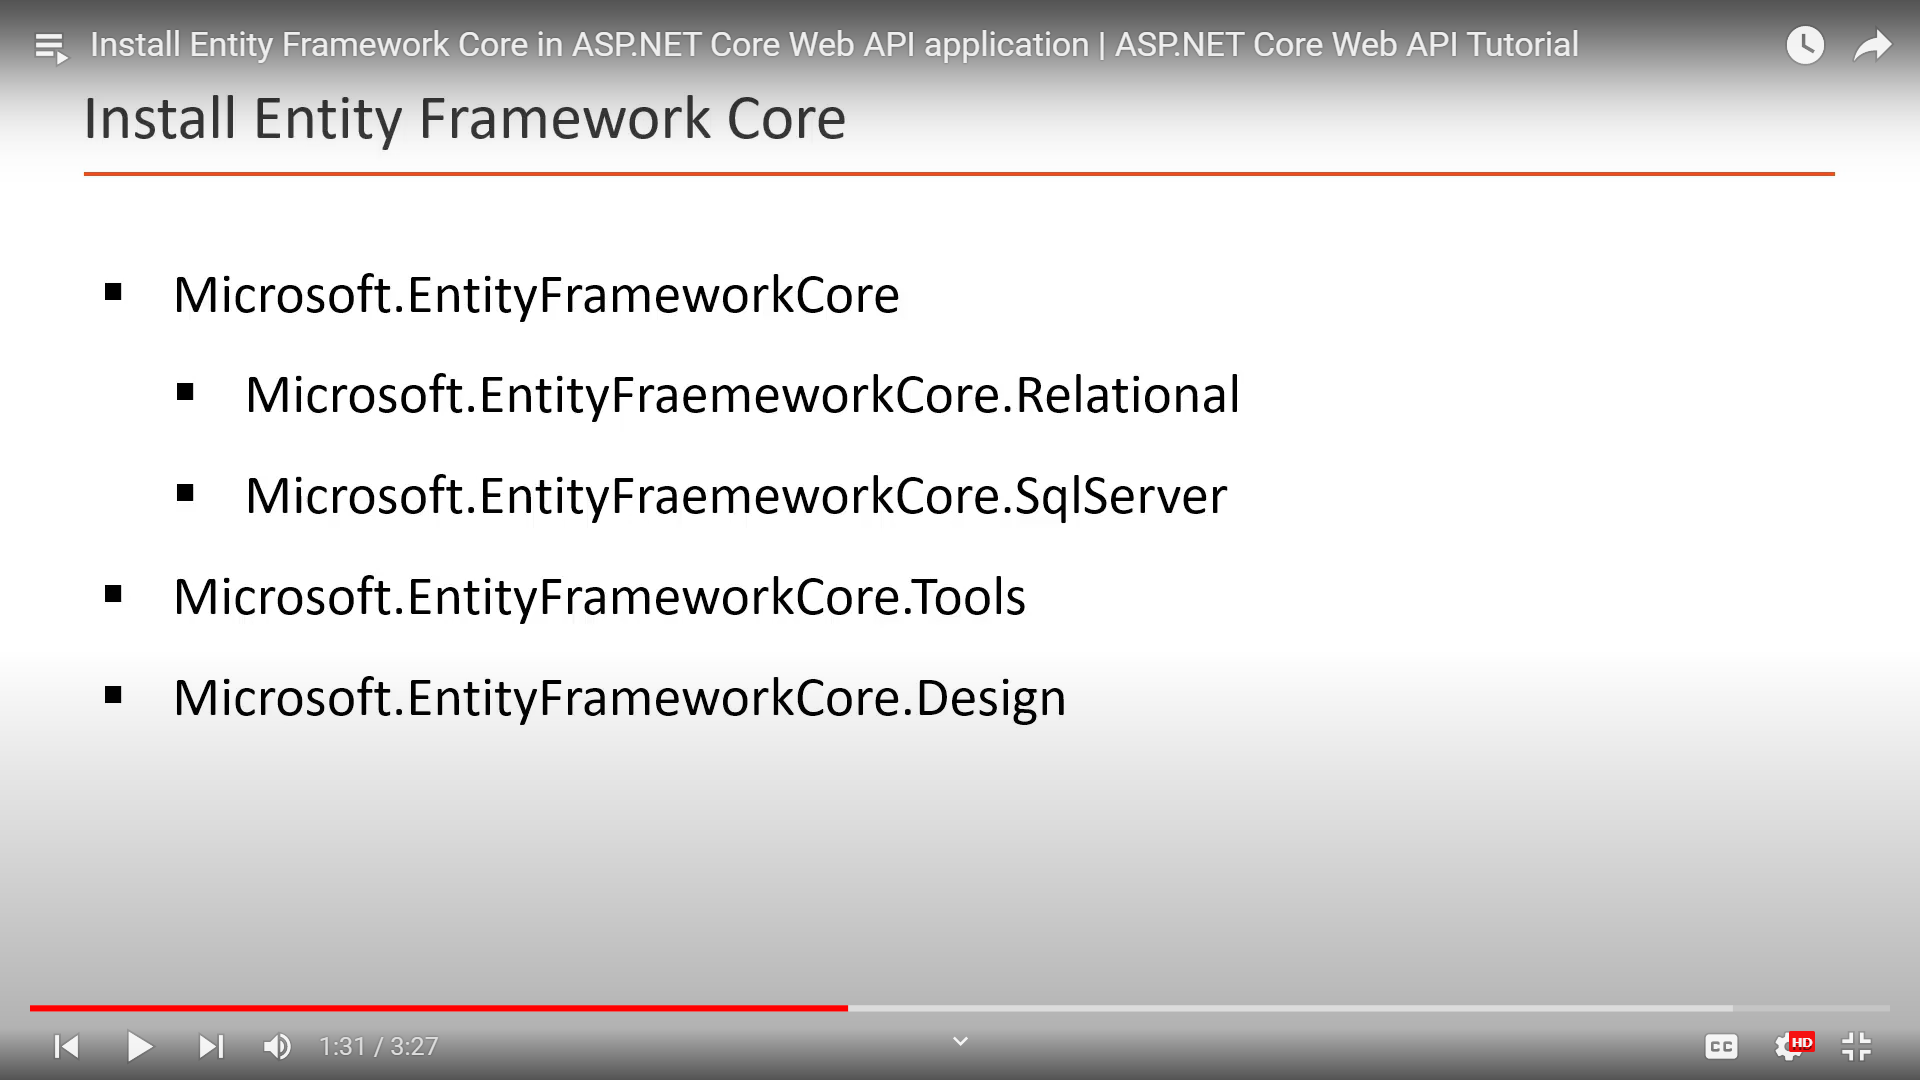 Install Entity Framework Core in ASP.NET Core Web API application | ASP.NET Core Web API Tutorial
Install Entity Framework Core
Microsoft.EntityFrameworkCore
Microsoft.EntityFraemeworkCore.Relational
Microsoft.EntityFraemeworkCore.SqlServer
Microsoft.EntityFrameworkCore.Tools
Microsoft.EntityFrameworkCore.Design
1:31 / 3:27
CC
HD